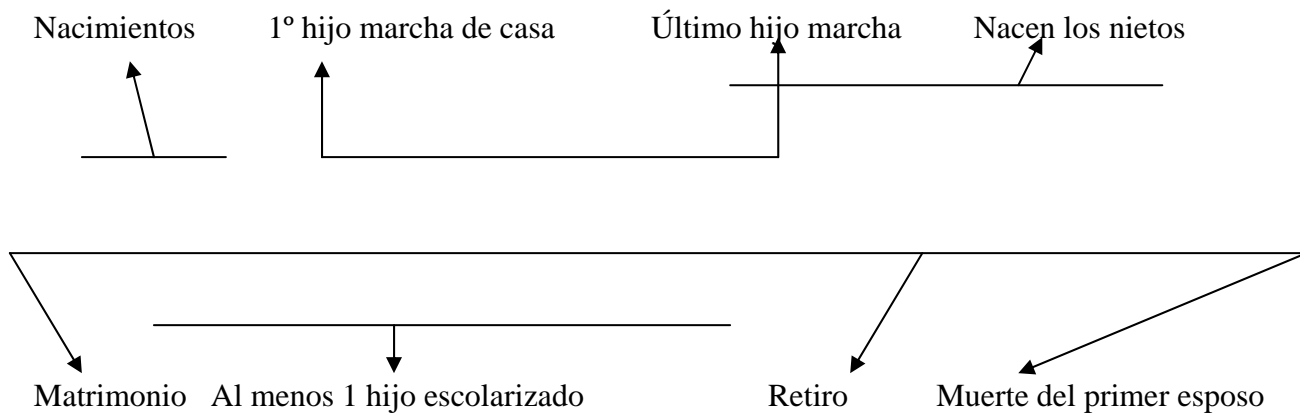 Nacimientos 1º hijo marcha de casa Último hijo marcha Nacen los nietos
Matrimonio Al menos 1 hijo escolarizado Retiro Muerte del primer esposo